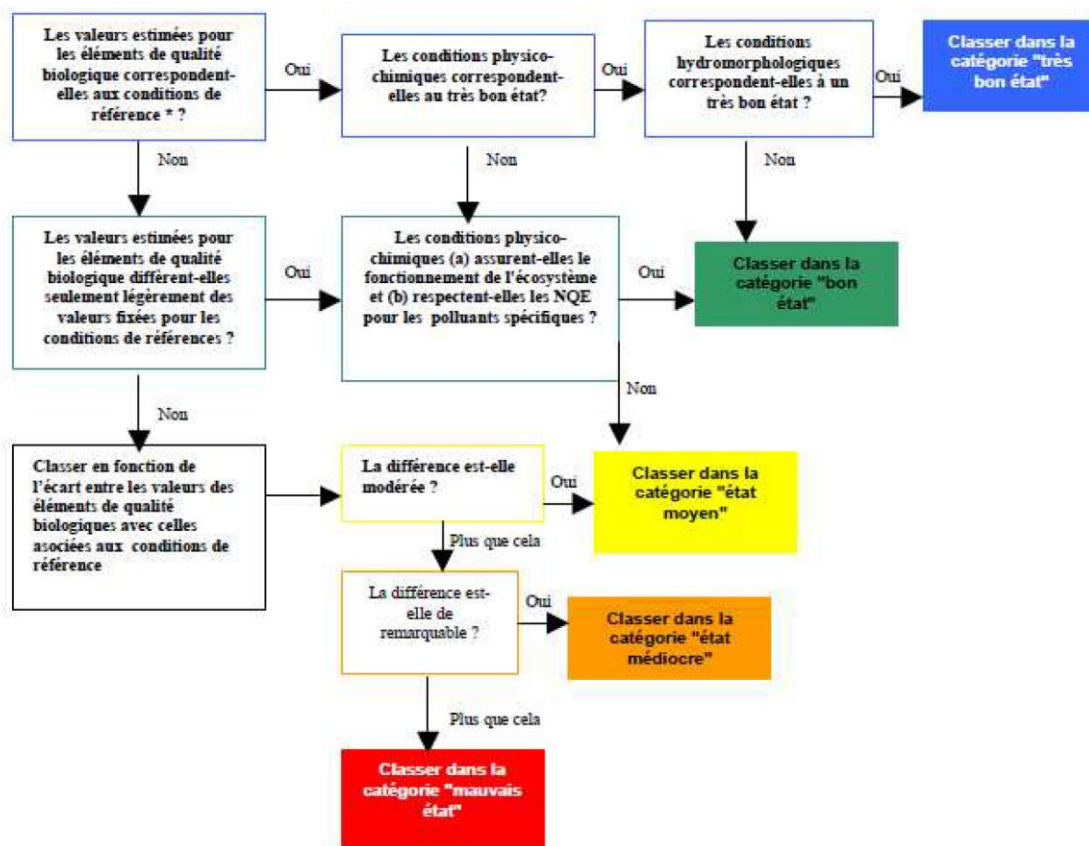 Les valeurs estimées pour
les éléments de qualité
biologique correspondent-
elles aux conditions de
référence * ?
Oui
Les conditions physico-
chimiques correspondent-
elles au très bon état?
Oui
Les conditions
hydromorphologiques
correspondent-elles à un
très bon état ?
Oui
Classer dans la
catégorie "très
bon état"
Non
Non
Non
Les valeurs estimées pour
les éléments de qualité
biologique diffèrent-elles
seulement légèrement des
valeurs fixées pour les
conditions de références ?
Oui
Les conditions physico-
chimiques (a) assurent-elles le
fonctionnement de l'écosystème
et (b) respectent-elles les NQE
pour les polluants spécifiques ?
Oui
Classer dans la
catégorie "bon
état"
Non
Non
Classer en fonction de
l'écart entre les valeurs des
éléments de qualité
biologiques avec celles
asociées aux conditions de
référence
La différence est-elle
modérée ?
Oui
Classer dans la
catégorie "état
moyen"
Plus que cela
La différence est-
elle de
remarquable ?
Oui
Classer dans la
catégorie "état
médiocre"
Plus que cela
Classer dans la
catégorie "mauvais
état"